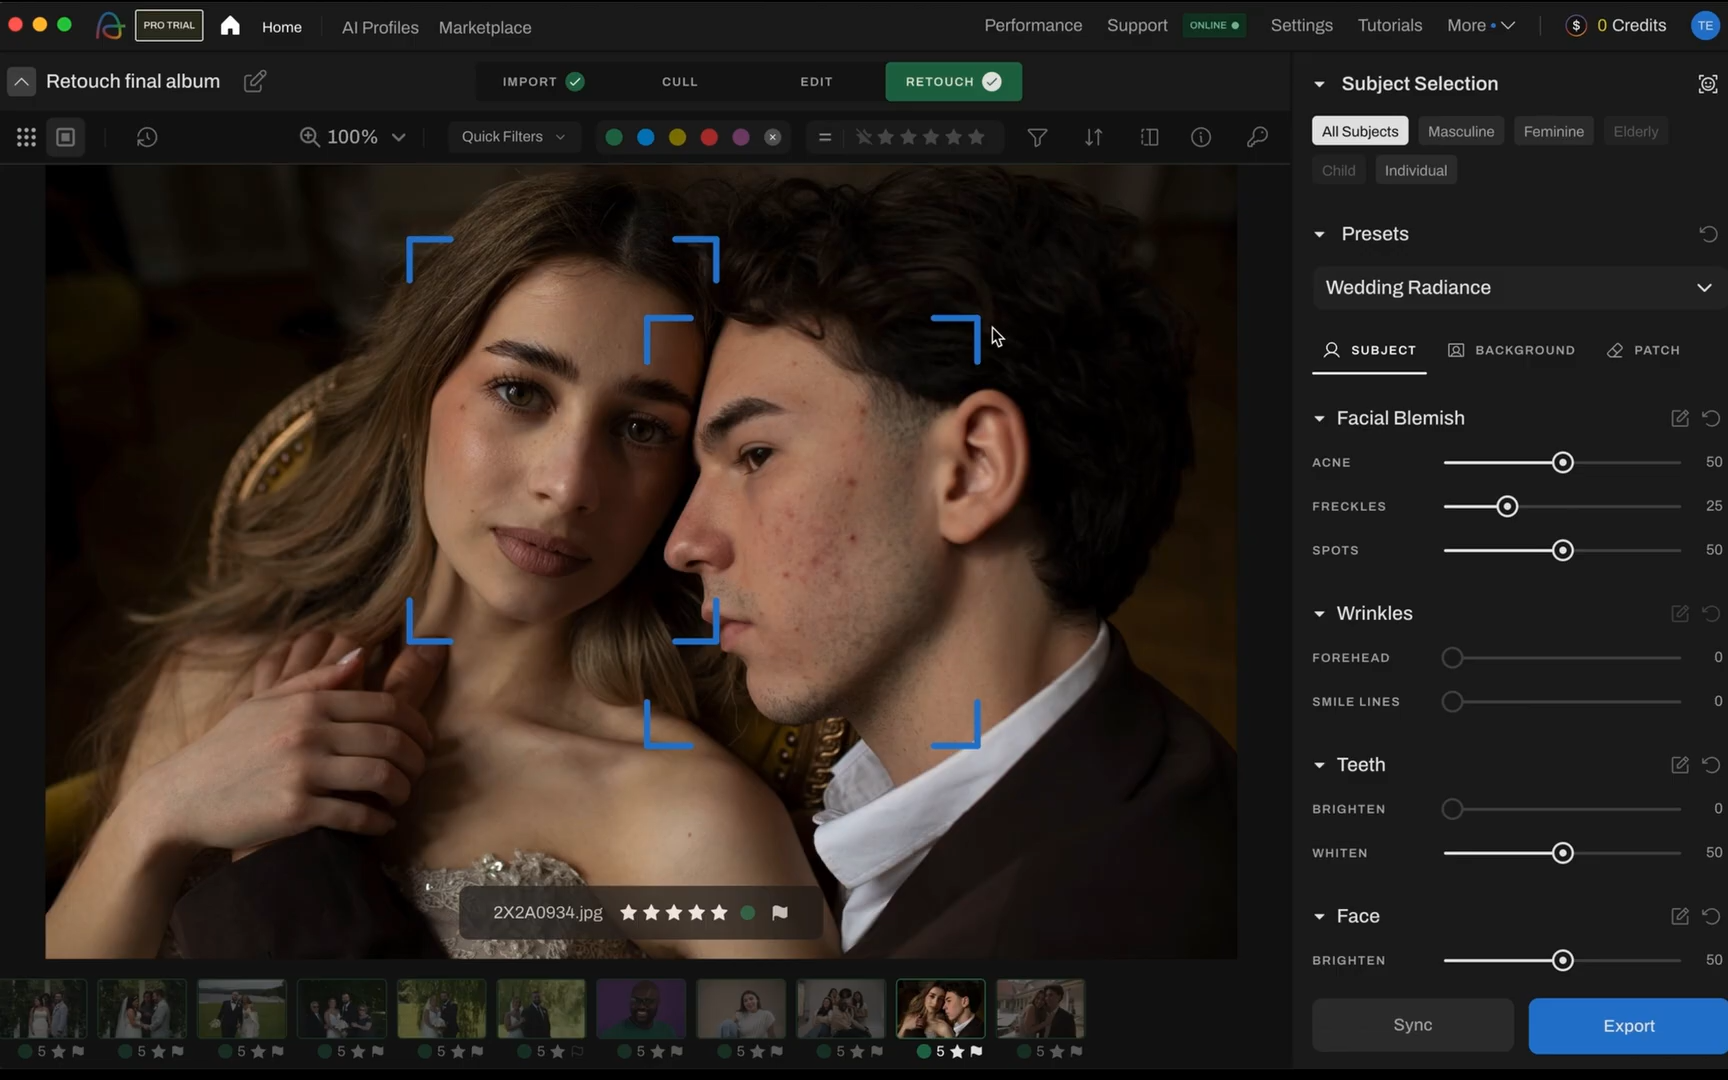 PRO TRIAL Home AI Profiles Marketplace Performance Support ONLINE Settings Tutorials More 0 Credits TE
Retouch final album IMPORT CULL EDIT RETOUCH
100% Quick Filters
2X2A0934.jpg
5 5 5 5 5 5 5 5 5 5 5
Subject Selection
All Subjects Masculine Feminine Elderly
Child Individual
Presets
Wedding Radiance
SUBJECT BACKGROUND PATCH
Facial Blemish
ACNE 50
FRECKLES 25
SPOTS 50
Wrinkles
FOREHEAD 0
SMILE LINES 0
Teeth
BRIGHTEN 0
WHITEN 50
Face
BRIGHTEN 50
Sync Export